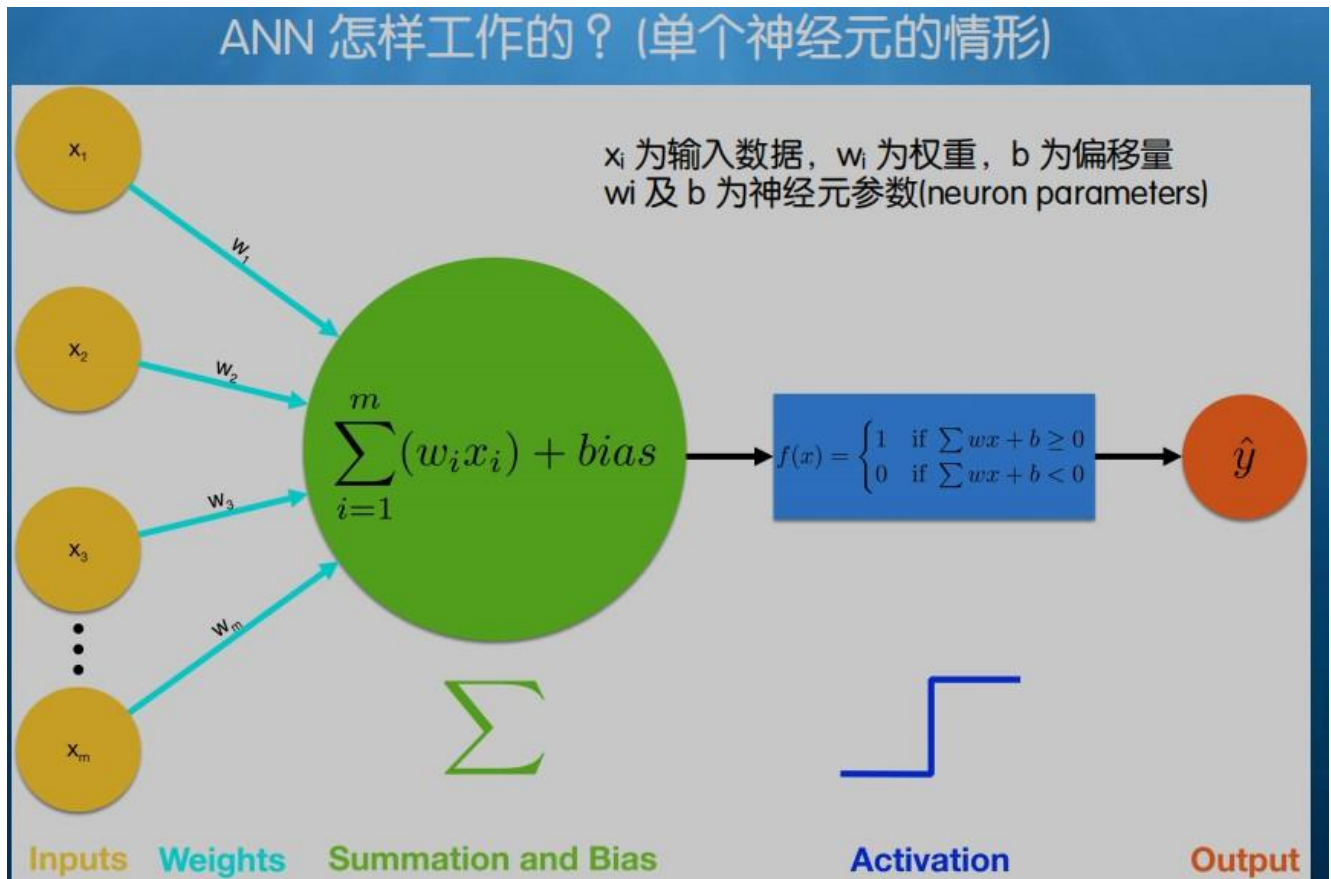 ANN 怎样工作的？(单个神经元的情形)
xᵢ 为输入数据，wᵢ 为权重，b 为偏移量
wi 及 b 为神经元参数(neuron parameters)
x₁
w₁
x₂
w₂
x₃
w₃
xₘ
wₘ
∑_{i=1}^{m}(wᵢxᵢ) + bias
f(x) = {1 if ∑ wx + b ≥ 0
0 if ∑ wx + b < 0
ŷ
∑
Inputs Weights Summation and Bias Activation Output